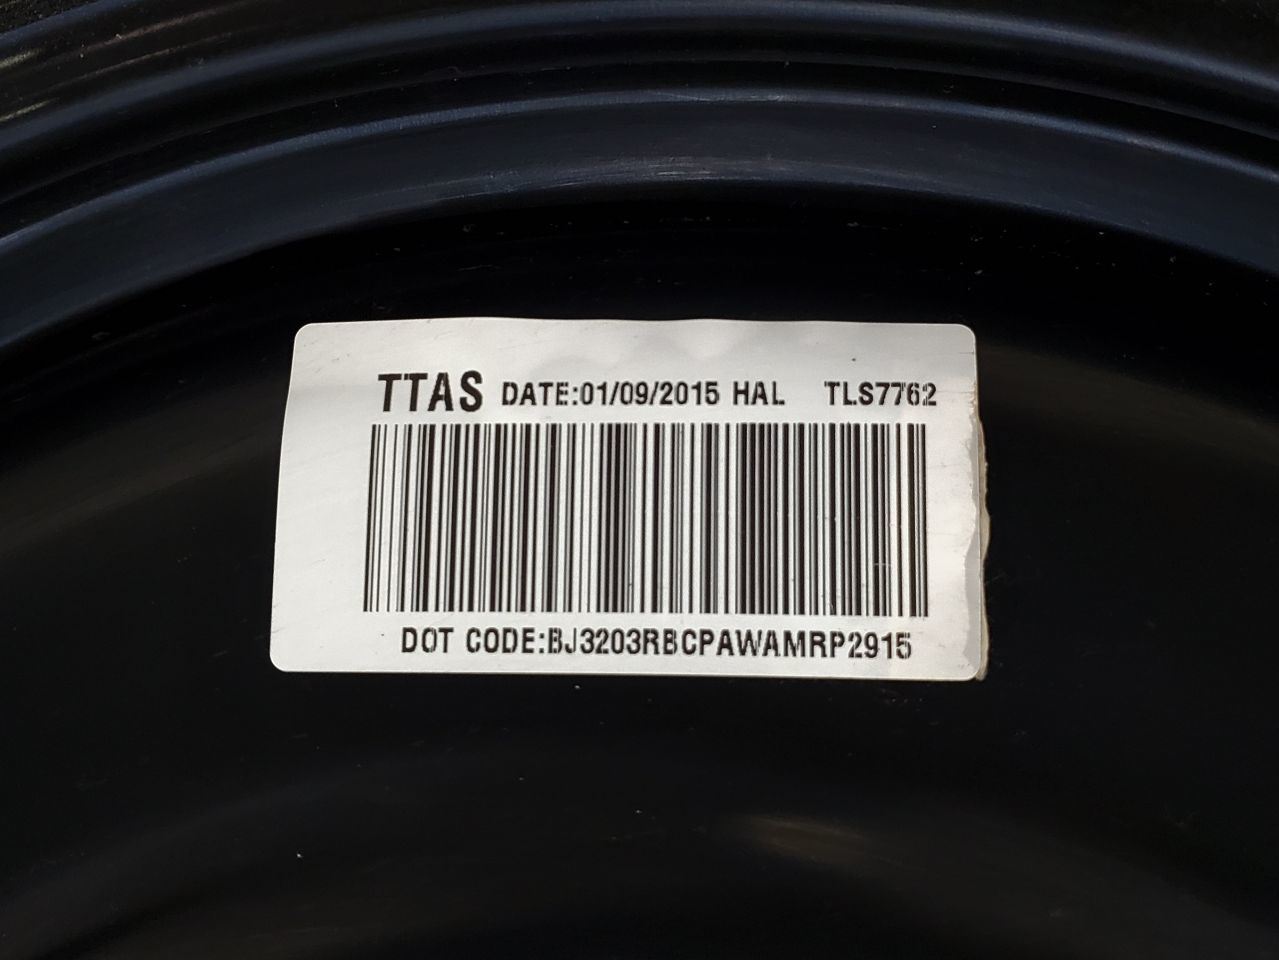 TTAS DATE:01/09/2015 HAL TLS7762
DOT CODE:BJ3203RBCPAWAMRP2915